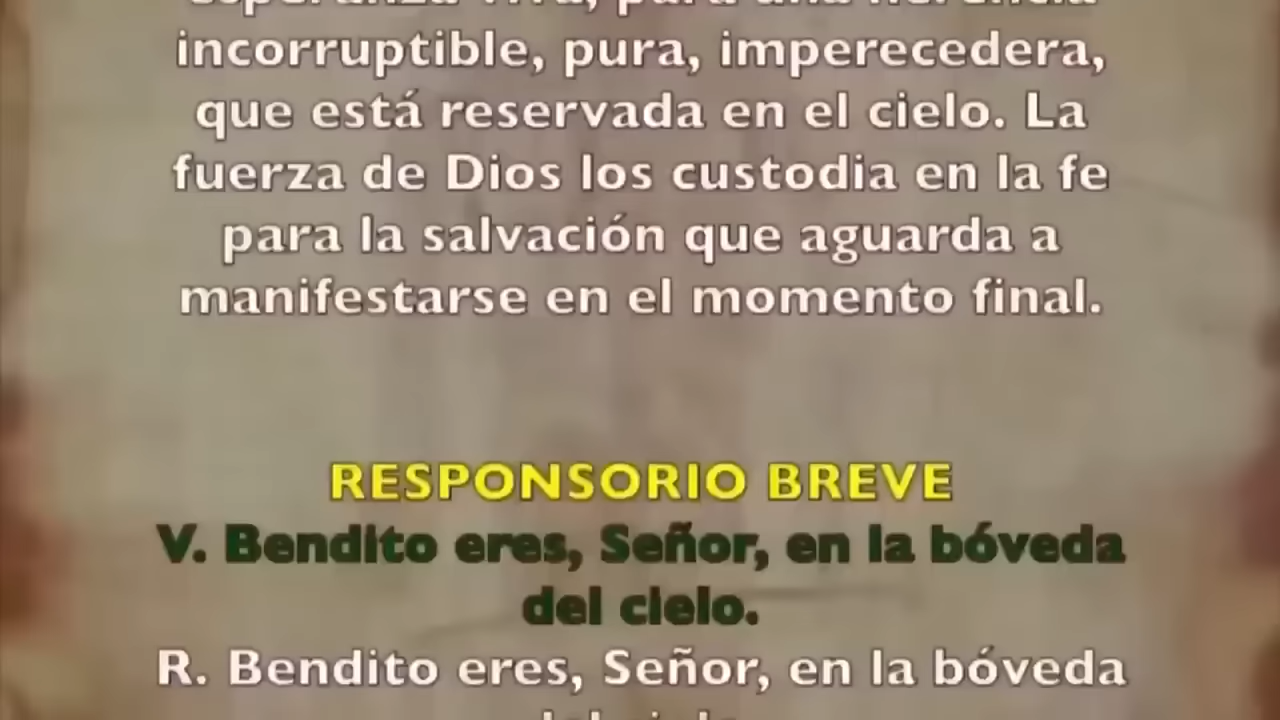 incorruptible, pura, imperecedera,
que está reservada en el cielo. La
fuerza de Dios los custodia en la fe
para la salvación que aguarda a
manifestarse en el momento final.
RESPONSORIO BREVE
V. Bendito eres, Señor, en la bóveda
del cielo.
R. Bendito eres, Señor, en la bóveda